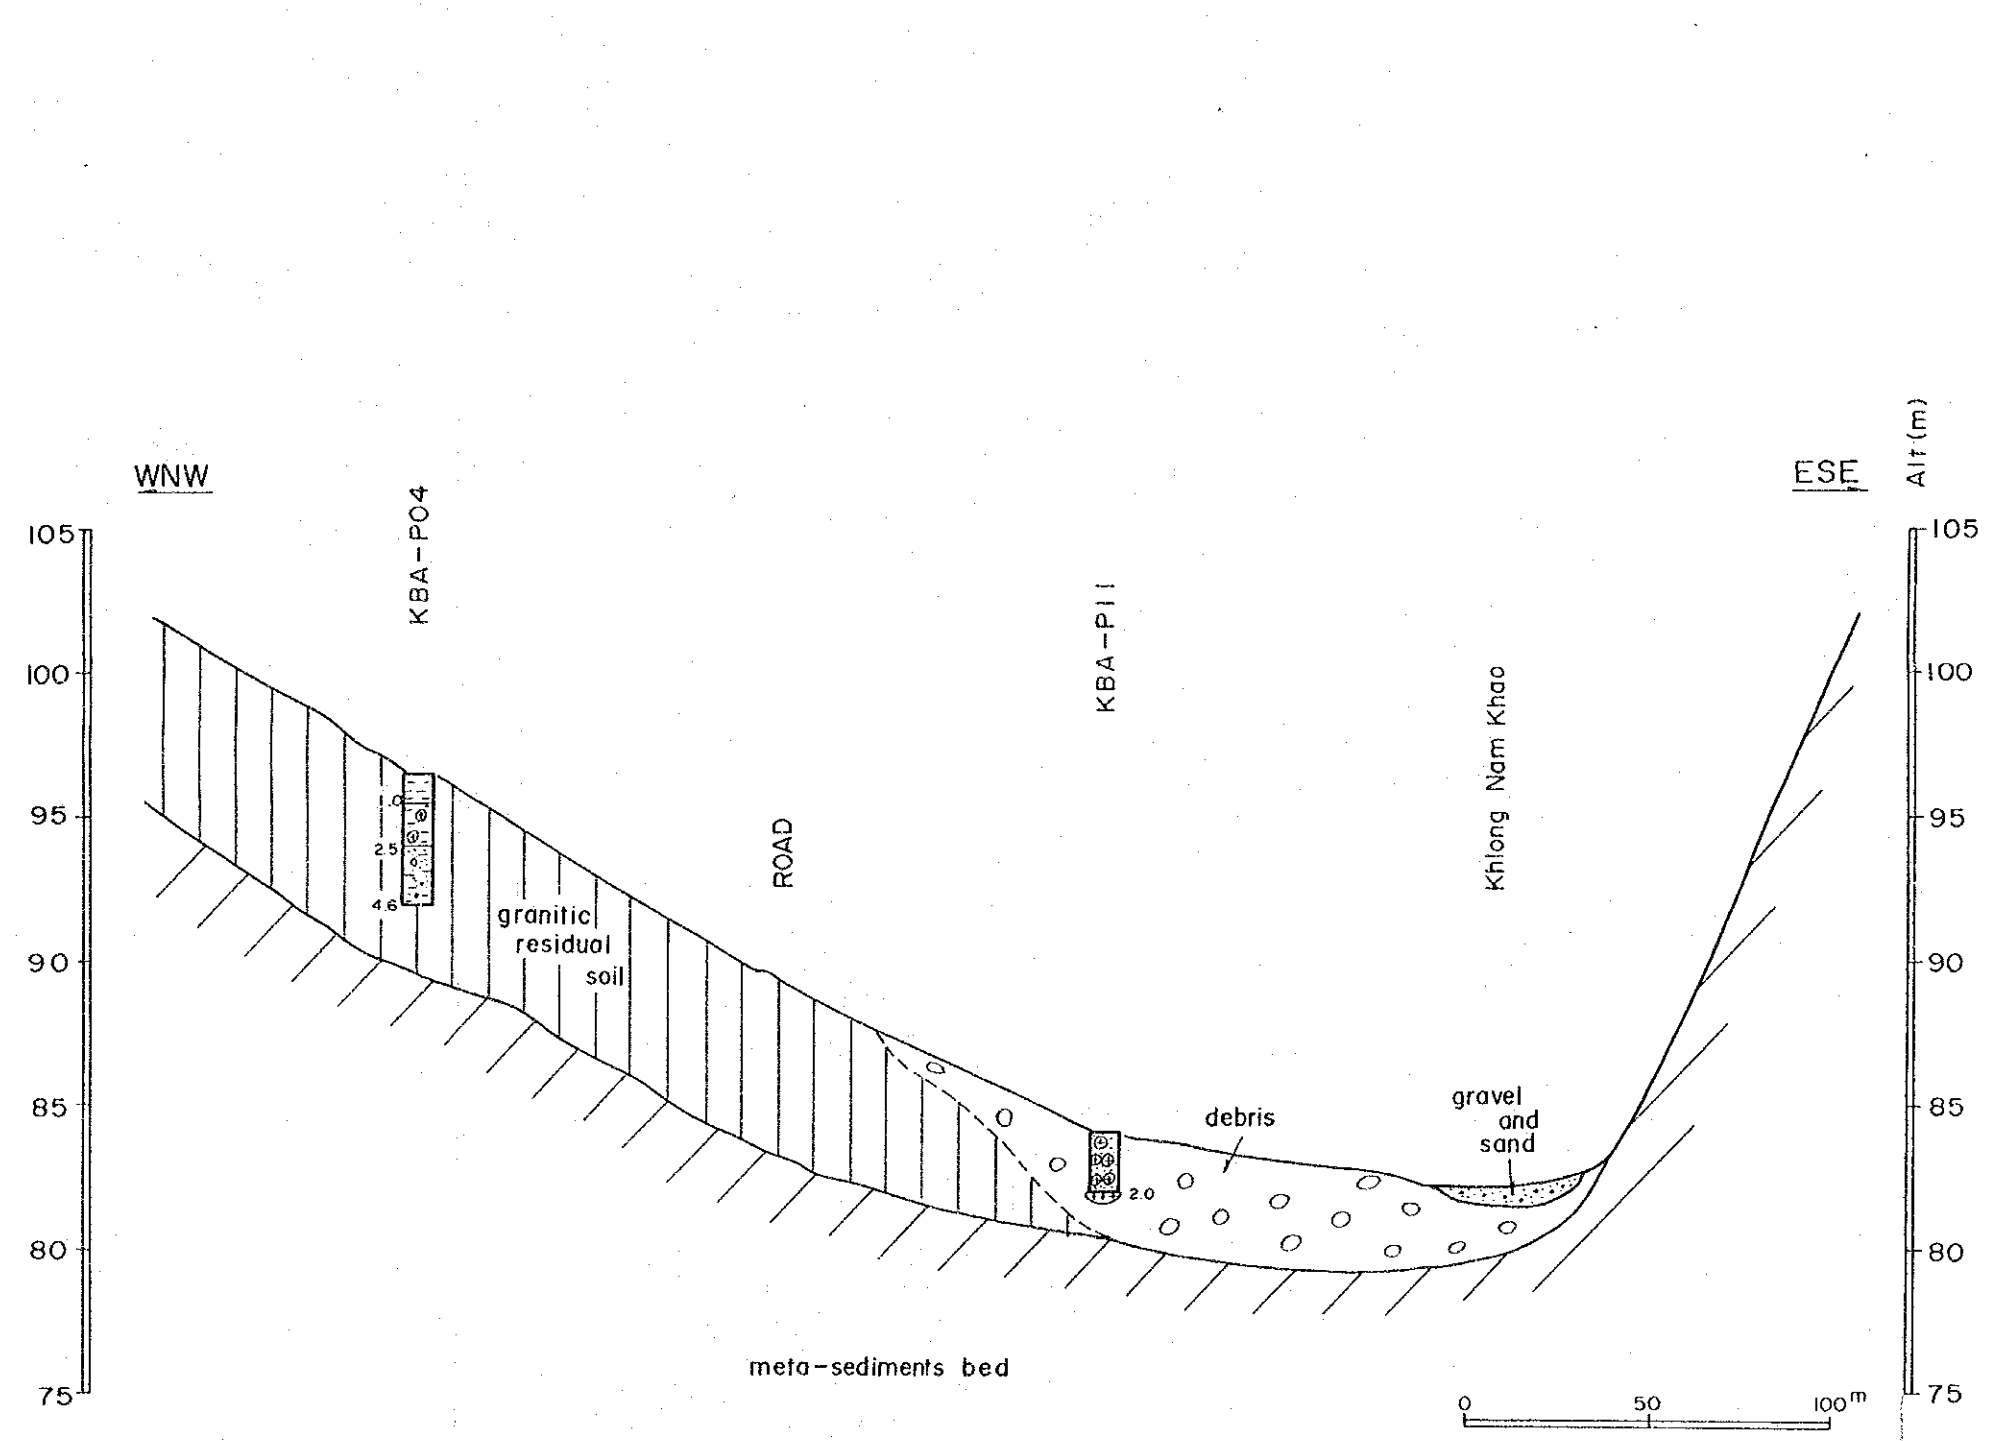 WNW
ESE
Alt(m)
KBA-P04
KBA-P11
Khlong Nam Khao
ROAD
105
100
95
90
85
80
75
105
100
95
90
85
80
75
1.0
2.5
4.6
granitic
residual
soil
2.0
debris
gravel
and
sand
meta-sediments bed
0
50
100m